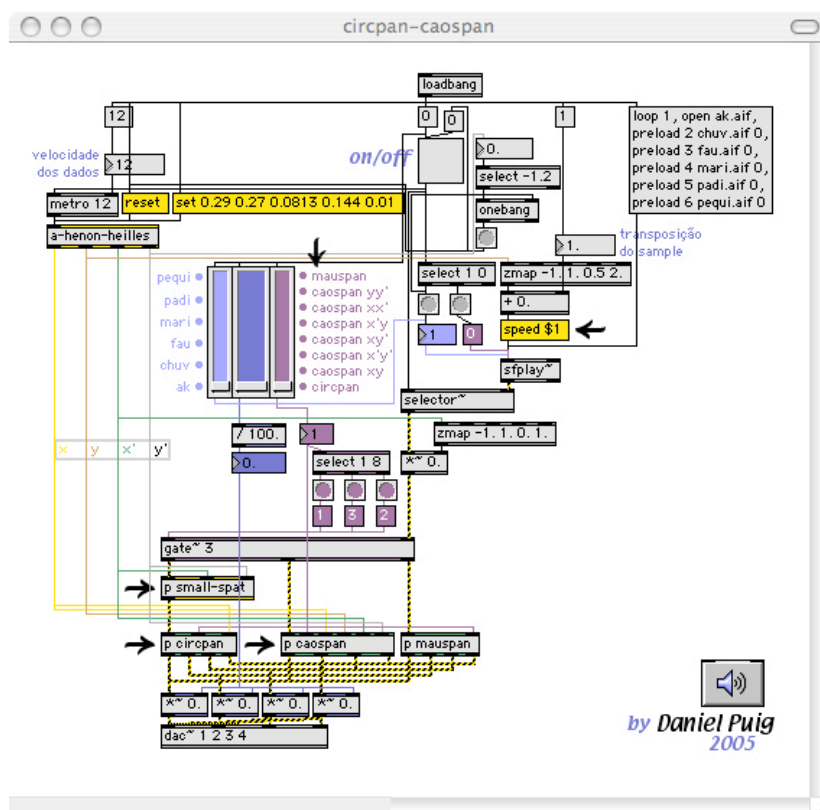 circpan-caospan
loadbang
12
0
0
1
loop 1, open ak.aif,
preload 2 chuv.aif 0,
preload 3 fau.aif 0,
preload 4 mari.aif 0,
preload 5 padi.aif 0,
preload 6 pequi.aif 0
velocidade
dos dados
12
on/off
0.
select -1.2
metro 12
reset
set 0.29 0.27 0.0813 0.144 0.01
onebang
a-henon-heilles
1.
transposição
do sample
pequi
padi
mari
fau
chuv
ak
mauspan
caospan yy'
caospan xx'
caospan x'y
caospan xy'
caospan x'y'
caospan xy
circpan
select 1 0
zmap -1. 1. 0.5 2.
+ 0.
1
0
speed $1
sfplay~
selector~
x y x' y'
/ 100.
1
zmap -1. 1. 0. 1.
0.
select 1 8
*~ 0.
1
3
2
gate~ 3
p small-spat
p circpan
p caospan
p mauspan
*~ 0.
*~ 0.
*~ 0.
*~ 0.
dac~ 1 2 3 4
by Daniel Puig
2005